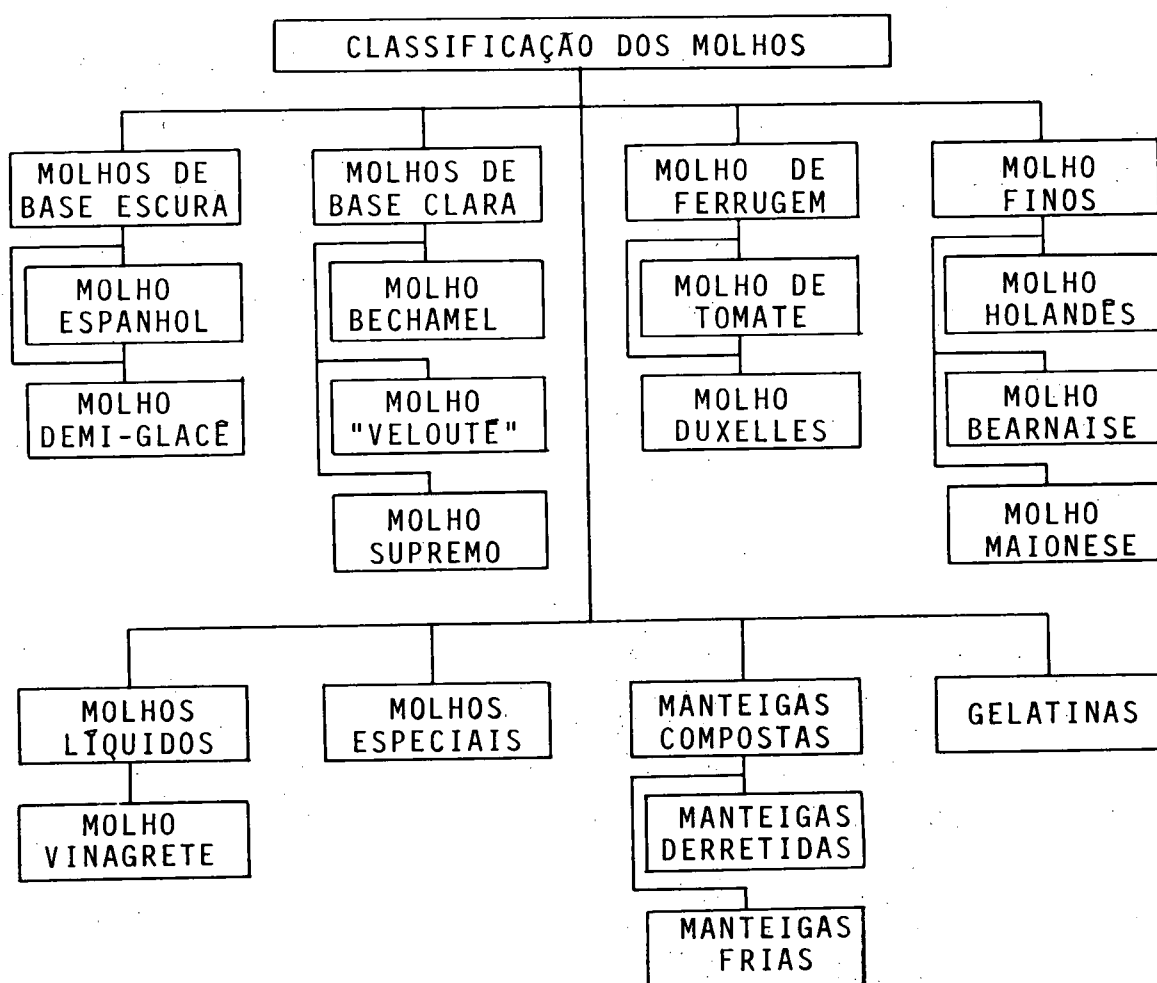 CLASSIFICAÇÃO DOS MOLHOS
MOLHOS DE
BASE ESCURA
MOLHO
ESPANHOL
MOLHO
DEMI-GLACÊ
MOLHOS DE
BASE CLARA
MOLHO
BECHAMEL
MOLHO
"VELOUTÉ"
MOLHO
SUPREMO
MOLHO DE
FERRUGEM
MOLHO DE
TOMATE
MOLHO
DUXELLES
MOLHO
FINOS
MOLHO
HOLANDÊS
MOLHO
BEARNAISE
MOLHO
MAIONESE
MOLHOS
LÍQUIDOS
MOLHO
VINAGRETE
MOLHOS
ESPECIAIS
MANTEIGAS
COMPOSTAS
MANTEIGAS
DERRETIDAS
MANTEIGAS
FRIAS
GELATINAS